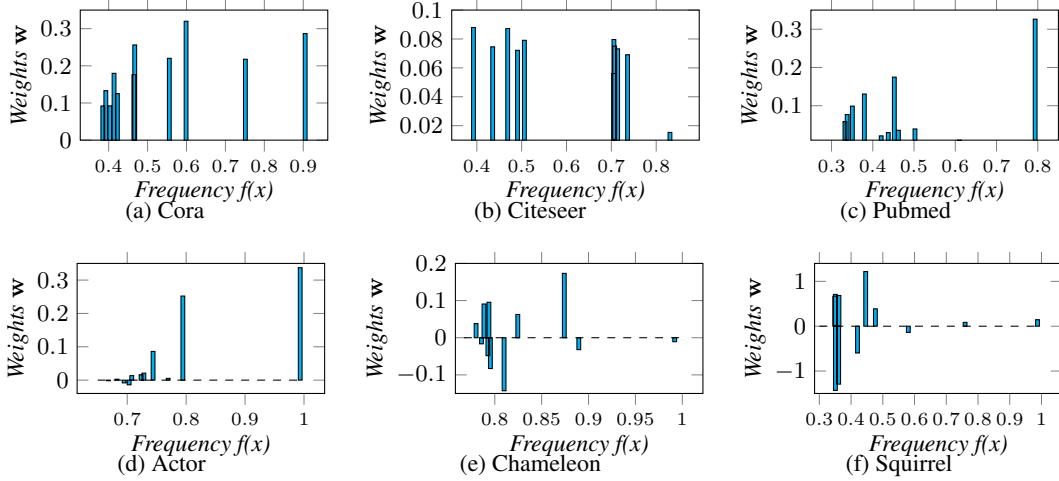 0.3
0.2
0.1
0
Weights w
0.4 0.5 0.6 0.7 0.8 0.9
Frequency f(x)
(a) Cora
0.1
0.08
0.06
0.04
0.02
Weights w
0.4 0.5 0.6 0.7 0.8
Frequency f(x)
(b) Citeseer
0.3
0.2
0.1
Weights w
0.3 0.4 0.5 0.6 0.7 0.8
Frequency f(x)
(c) Pubmed
0.3
0.2
0.1
0
Weights w
0.7 0.8 0.9 1
Frequency f(x)
(d) Actor
0.2
0.1
0
−0.1
Weights w
0.8 0.85 0.9 0.95 1
Frequency f(x)
(e) Chameleon
1
0
−1
Weights w
0.3 0.4 0.5 0.6 0.7 0.8 0.9 1
Frequency f(x)
(f) Squirrel